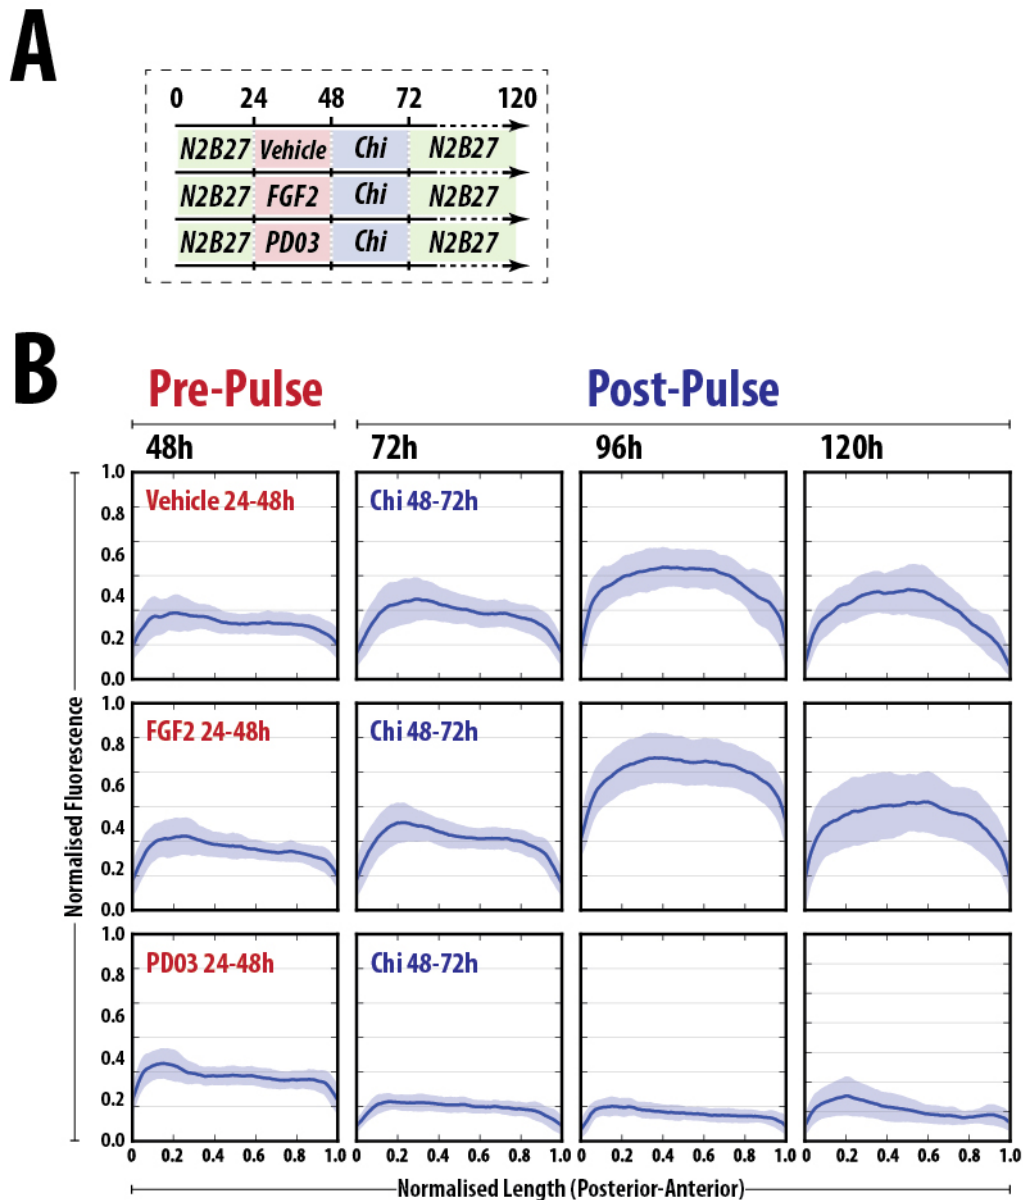 A
0 24 48 72 120
N2B27 Vehicle Chi N2B27
N2B27 FGF2 Chi N2B27
N2B27 PD03 Chi N2B27
B
Pre-Pulse Post-Pulse
48h 72h 96h 120h
1.0
Vehicle 24-48h Chi 48-72h
0.8
0.6
0.4
0.2
0.0
1.0
FGF2 24-48h Chi 48-72h
0.8
0.6
0.4
0.2
0.0
1.0
PD03 24-48h Chi 48-72h
0.8
0.6
0.4
0.2
0.0
Normalised Fluorescence
0 0.2 0.4 0.6 0.8 1.0 0 0.2 0.4 0.6 0.8 1.0 0 0.2 0.4 0.6 0.8 1.0 0 0.2 0.4 0.6 0.8 1.0
Normalised Length (Posterior-Anterior)